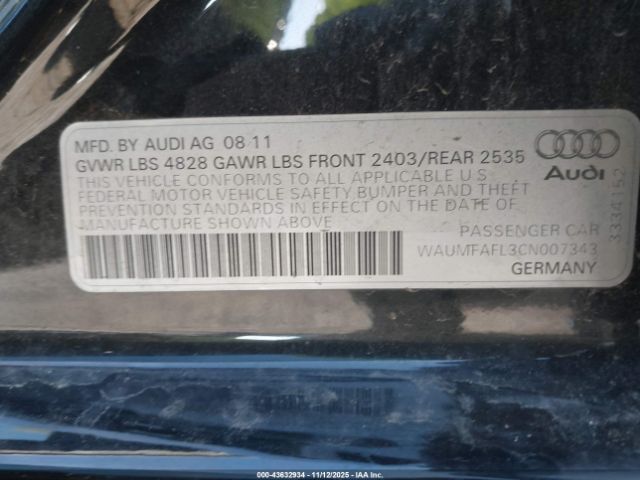 MFD. BY AUDI AG 08 11
GVWR LBS 4828 GAWR LBS FRONT 2403/REAR 2535
THIS VEHICLE CONFORMS TO ALL APPLICABLE U S
FEDERAL MOTOR VEHICLE SAFETY BUMPER AND THEFT
PREVENTION STANDARDS IN EFFECT ON THE DATE OF
MANUFACTURE SHOWN ABOVE
PASSENGER CAR
WAUMFAFL3CN007343
GERMANY
Audi
3334152
000-43632934 - 11/12/2025 - IAA Inc.